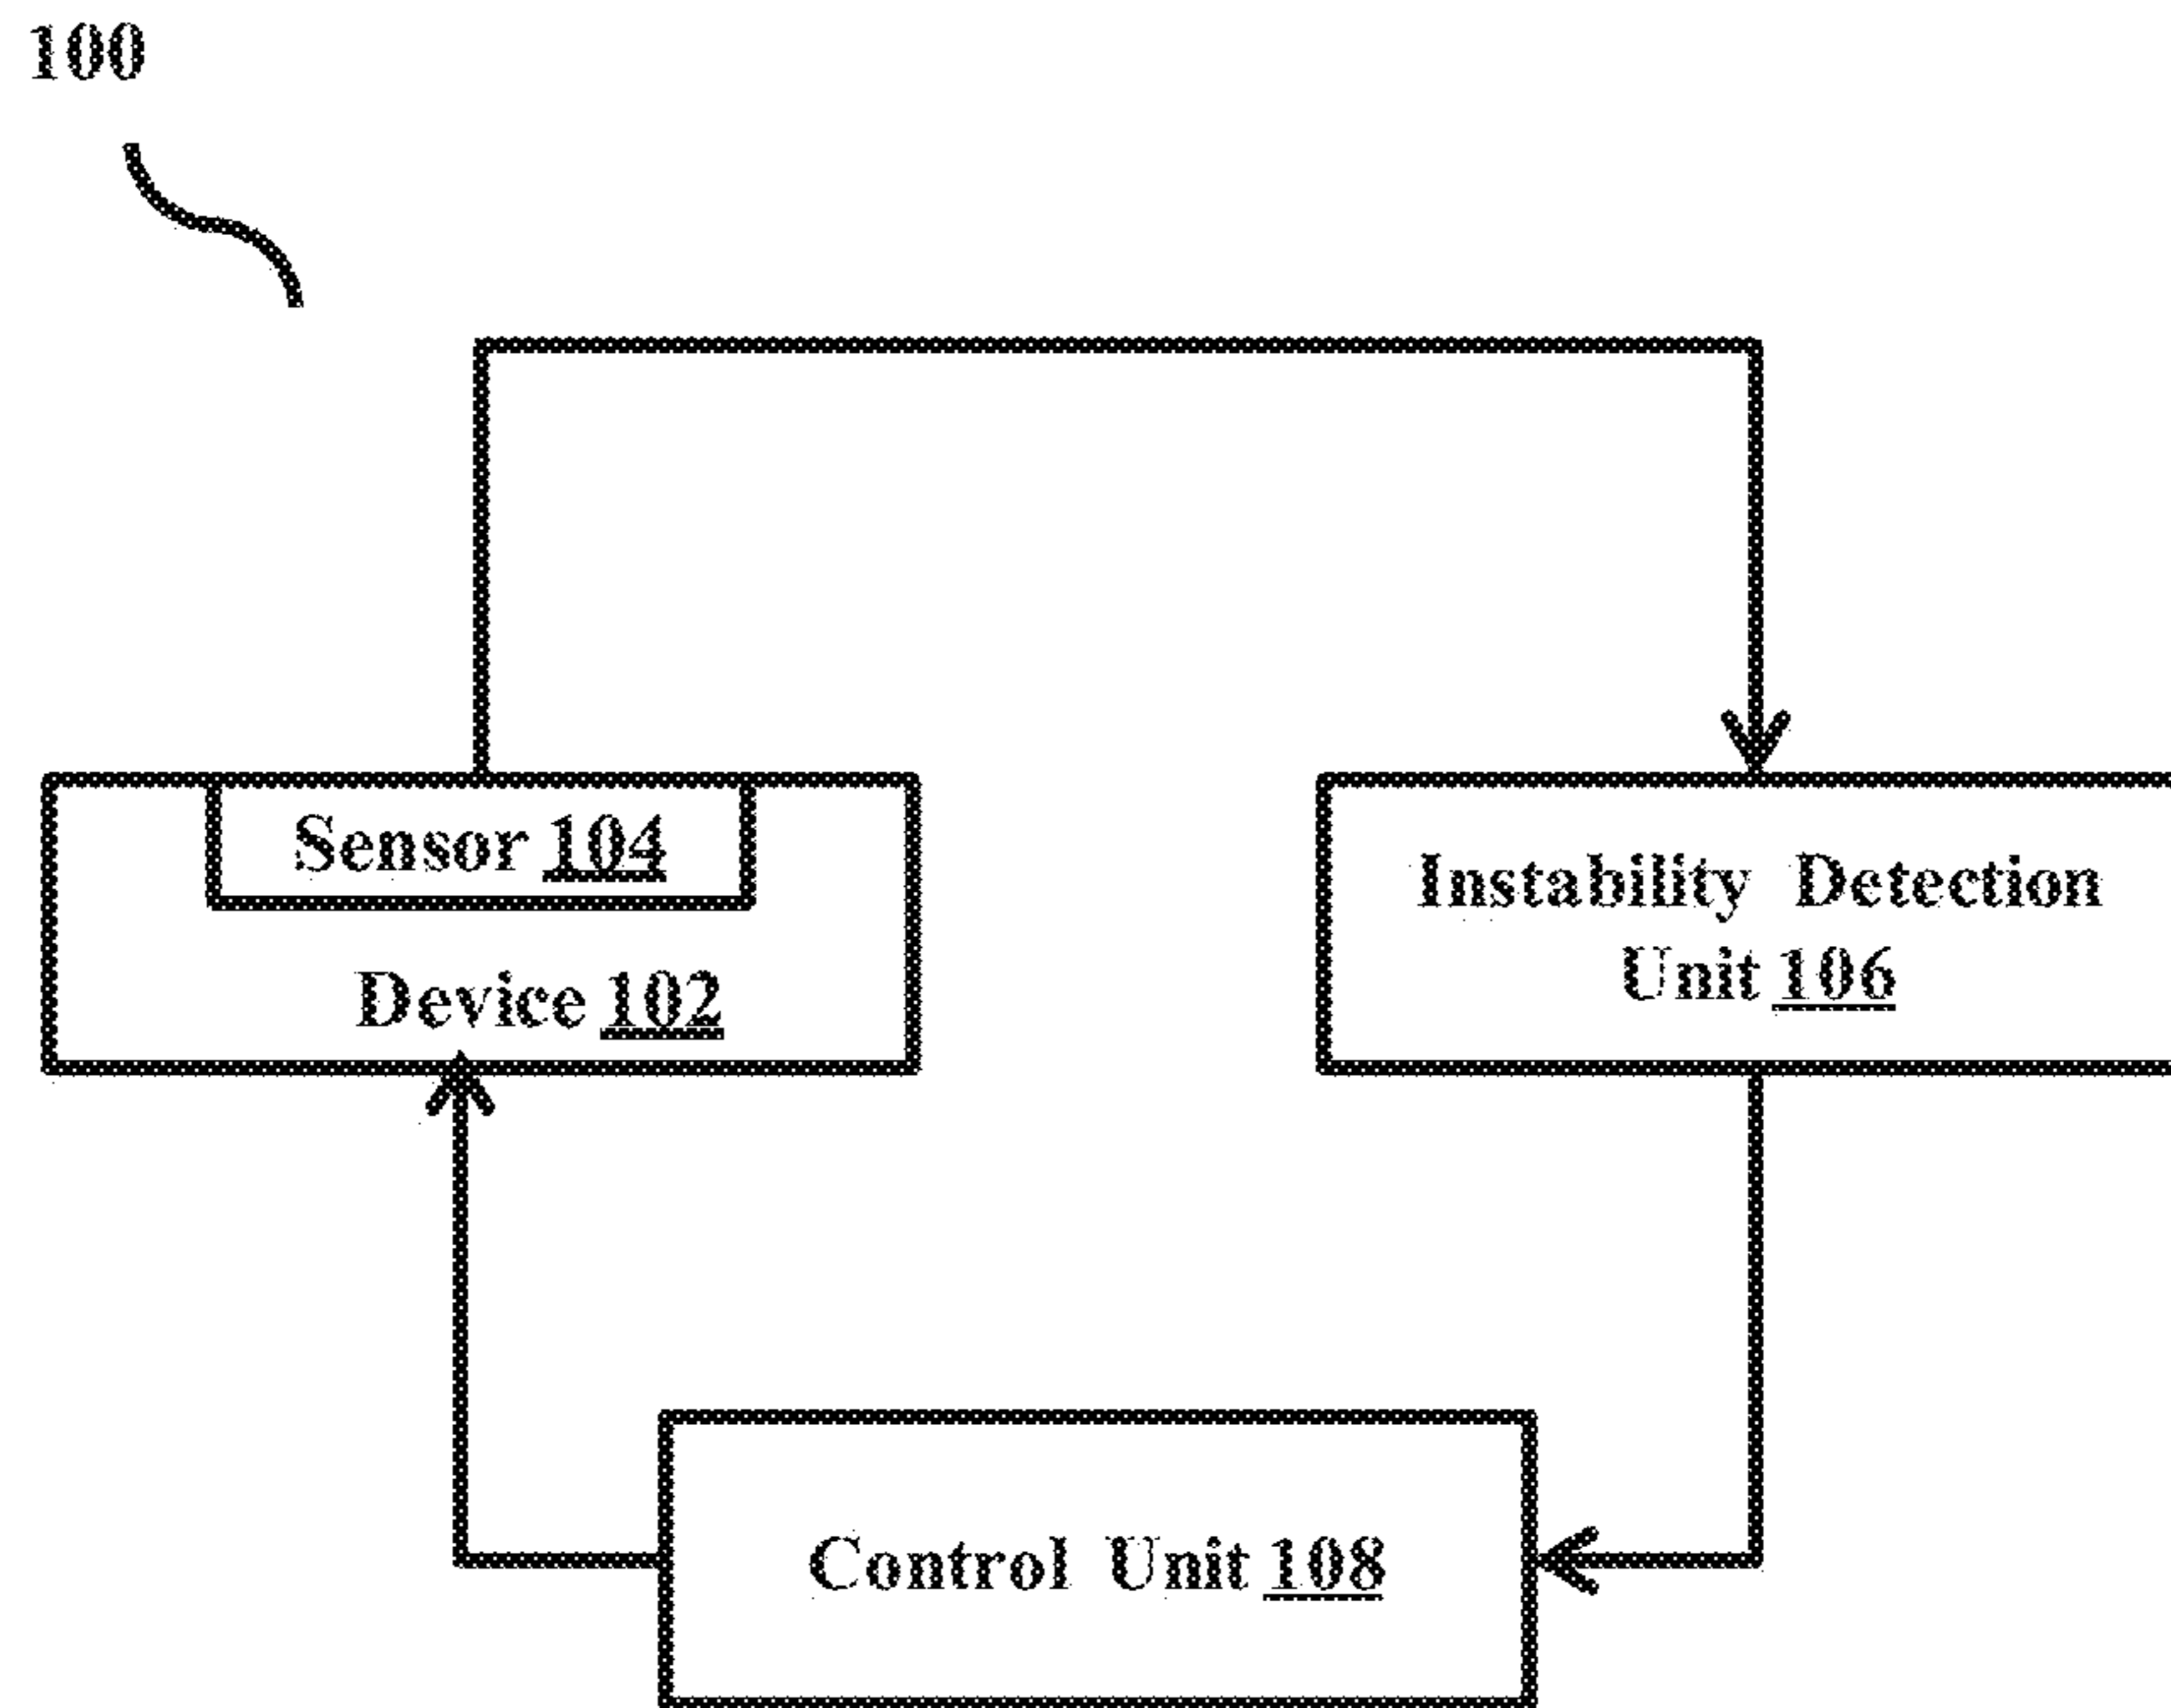 100
Sensor 104
Device 102
Instability Detection
Unit 106
Control Unit 108